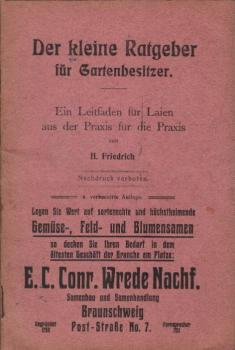 Der kleine Ratgeber
für Gartenbesitzer.
Ein Leitfaden für Laien
aus der Praxis für die Praxis
von
H. Friedrich
Nachdruck verboten.
verbesserte Auflage.
Legen Sie Wert auf sortenechte und höchstkeimende
Gemüse-, Feld- und Blumensamen
so decken Sie Ihren Bedarf in dem
ältesten Geschäft der Branche am Platze:
E. C. Conr. Wrede Nachf.
Samenbau und Samenhandlung
Braunschweig
Gegründet Post-Straße No. 7. Fernsprecher